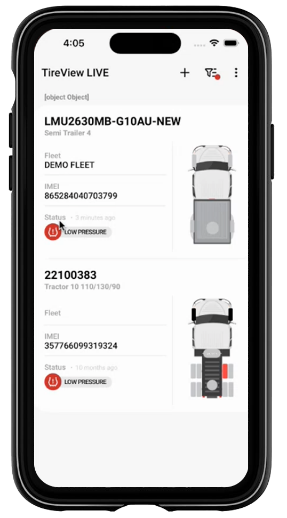 4:05
TireView LIVE
[object Object]
LMU2630MB-G10AU-NEW
Semi Trailer 4
Fleet
DEMO FLEET
IMEI
865284040703799
Status • 3 minutes ago
LOW PRESSURE
22100383
Tractor 10 110/130/90
Fleet
IMEI
357766099319324
Status • 10 months ago
LOW PRESSURE